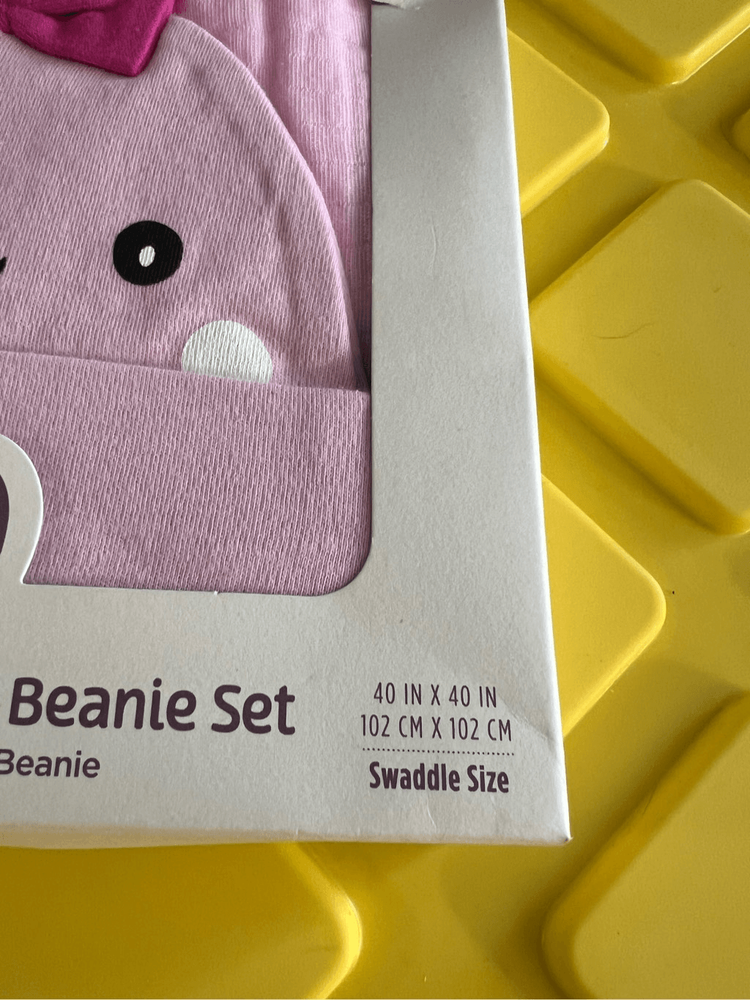 Beanie Set
Beanie
40 IN X 40 IN
102 CM X 102 CM
Swaddle Size